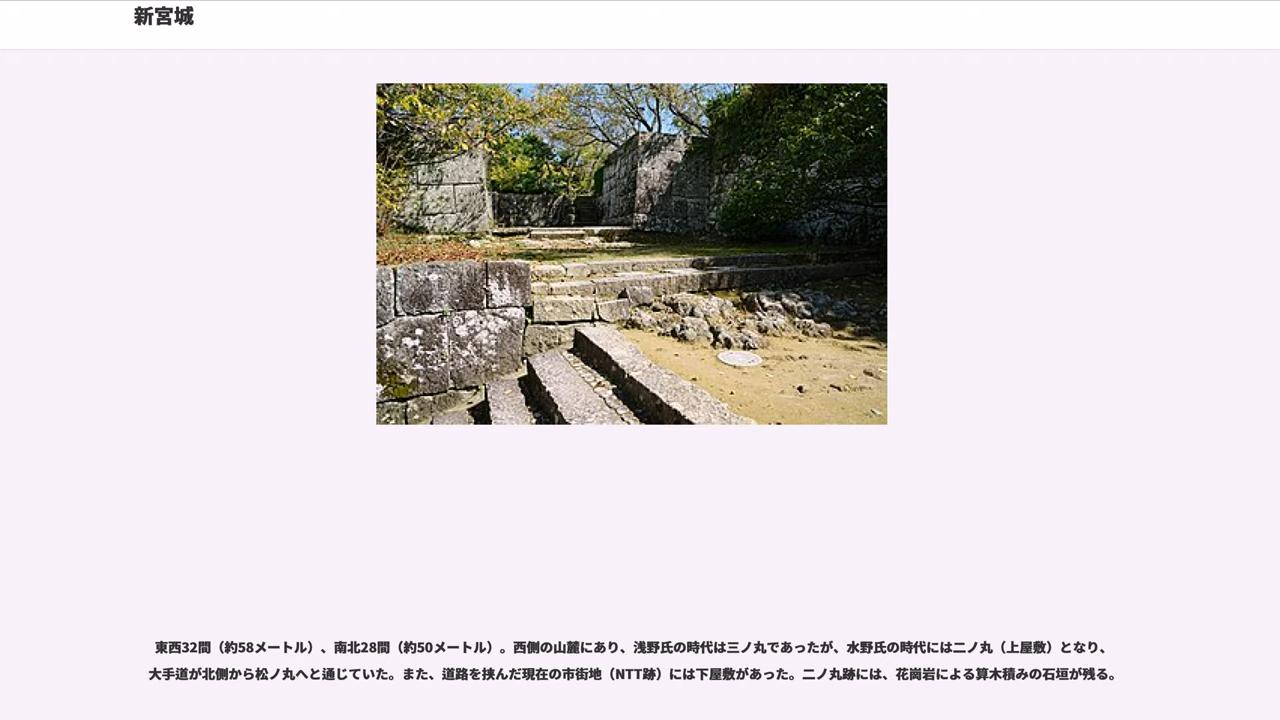 新宮城
東西32間（約58メートル）、南北28間（約50メートル）。西側の山麓にあり、浅野氏の時代は三ノ丸であったが、水野氏の時代には二ノ丸（上屋敷）となり、
大手道が北側から松ノ丸へと通じていた。また、道路を挟んだ現在の市街地（NTT跡）には下屋敷があった。二ノ丸跡には、花崗岩による算木積みの石垣が残る。